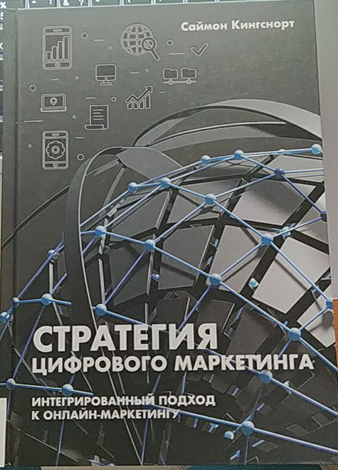 Саймон Кингснорт
СТРАТЕГИЯ
ЦИФРОВОГО МАРКЕТИНГА
ИНТЕГРИРОВАННЫЙ ПОДХОД
К ОНЛАЙН-МАРКЕТИНГУ